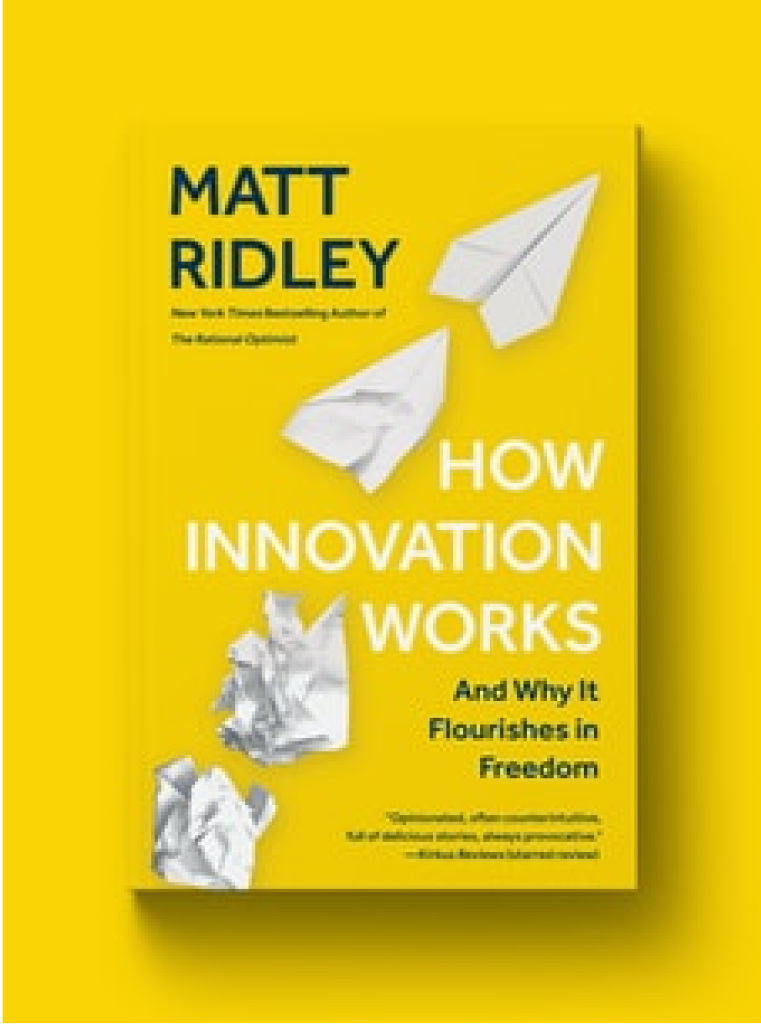 MATT
RIDLEY
New York Times Bestselling Author of
The Rational Optimist
HOW
INNOVATION
WORKS
And Why It
Flourishes in
Freedom
"Opinionated, often counterintuitive,
full of delicious stories, always provocative."
—Kirkus Reviews (starred review)